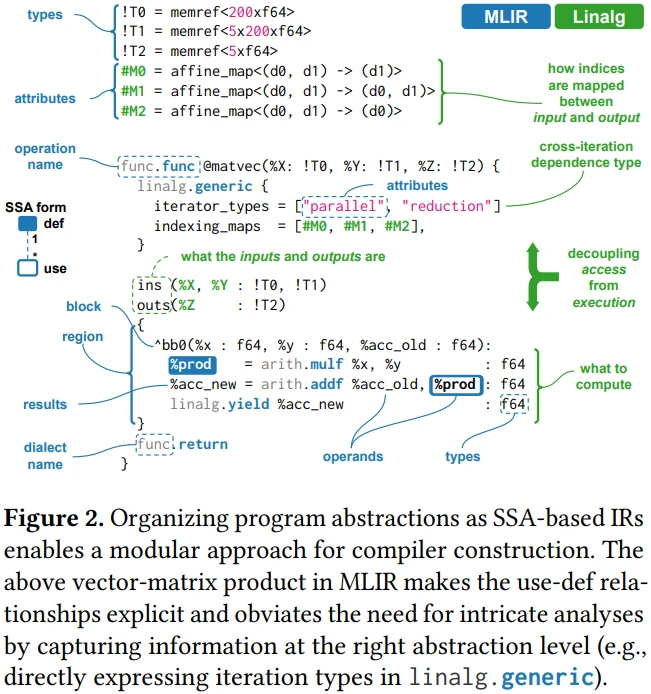 types
!T0 = memref<200xf64>
!T1 = memref<5x200xf64>
!T2 = memref<5xf64>
MLIR
Linalg
attributes
#M0 = affine_map<(d0, d1) -> (d1)>
#M1 = affine_map<(d0, d1) -> (d0, d1)>
#M2 = affine_map<(d0, d1) -> (d0)>
how indices
are mapped
between
input and output
operation
name
func.func @matvec(%X: !T0, %Y: !T1, %Z: !T2) {
cross-iteration
dependence type
linalg.generic {
attributes
SSA form
def
1
*
use
iterator_types = ["parallel", "reduction"]
indexing_maps = [#M0, #M1, #M2],
}
what the inputs and outputs are
ins (%X, %Y : !T0, !T1)
outs(%Z : !T2)
decoupling
access
from
execution
block
region
{
^bb0(%x : f64, %y : f64, %acc_old : f64):
%prod = arith.mulf %x, %y : f64
%acc_new = arith.addf %acc_old, %prod : f64
linalg.yield %acc_new : f64
}
what to
compute
results
operands
types
dialect
name
func.return
}
Figure 2. Organizing program abstractions as SSA-based IRs
enables a modular approach for compiler construction. The
above vector-matrix product in MLIR makes the use-def rela-
tionships explicit and obviates the need for intricate analyses
by capturing information at the right abstraction level (e.g.,
directly expressing iteration types in linalg.generic).